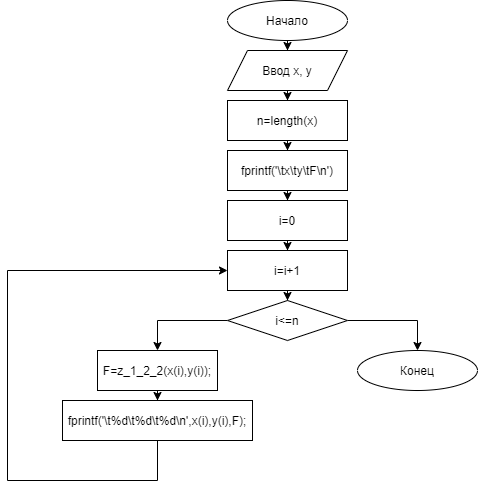 Начало
Ввод x, y
n=length(x)
fprintf('\tx\ty\tF\n')
i=0
i=i+1
i<=n
F=z_1_2_2(x(i),y(i));
Конец
fprintf('\t%d\t%d\t%d\n',x(i),y(i),F);